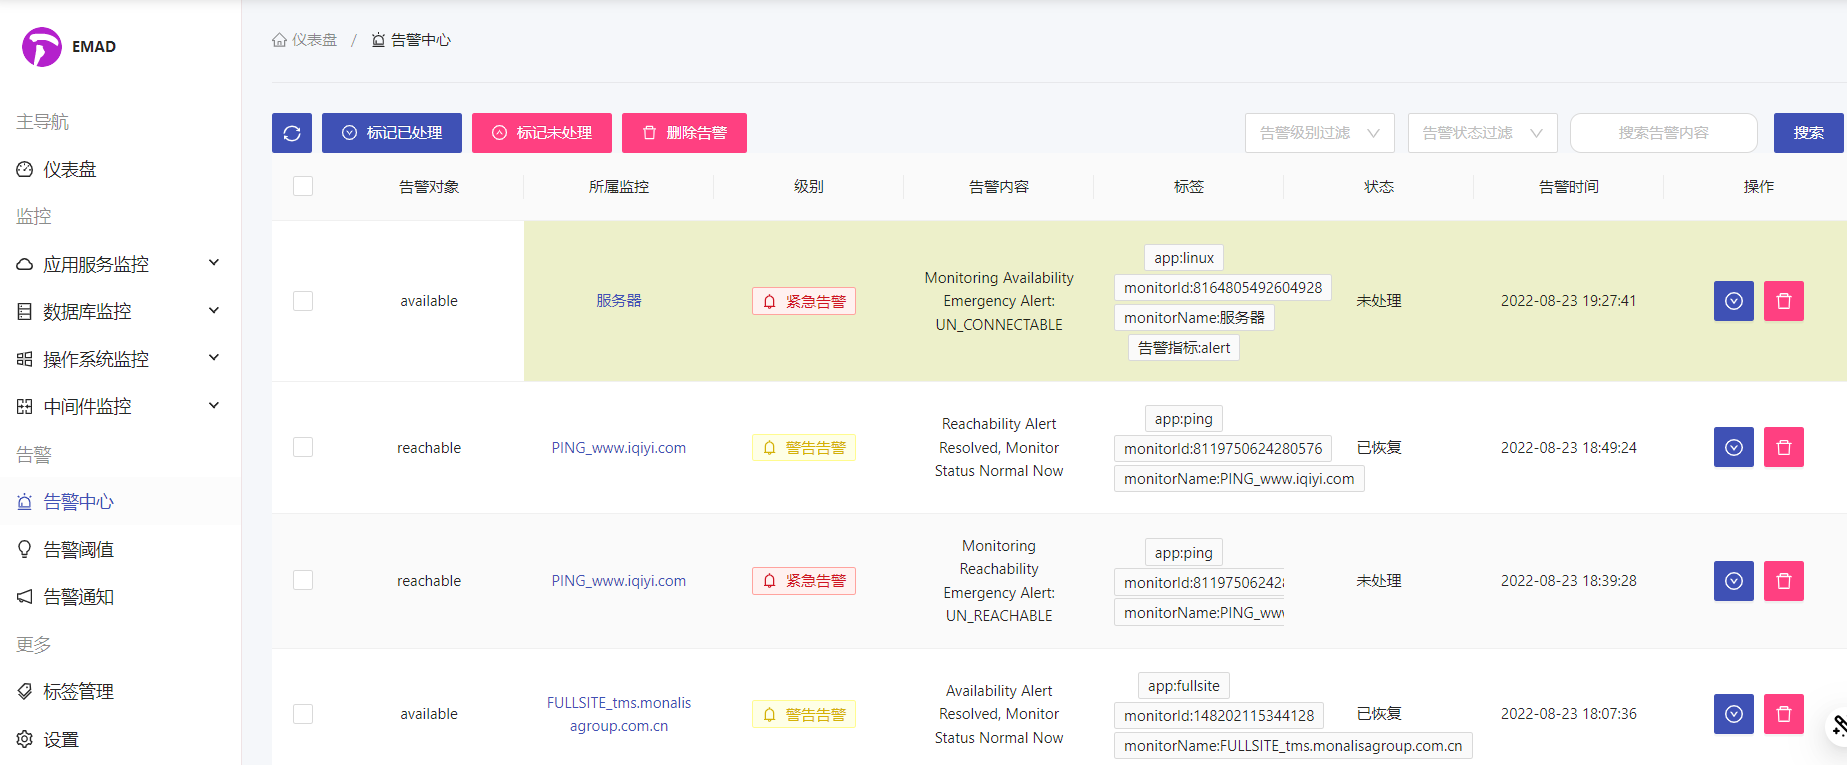 EMAD
主导航
仪表盘
监控
应用服务监控
数据库监控
操作系统监控
中间件监控
告警
告警中心
告警阈值
告警通知
更多
标签管理
设置
仪表盘 / 告警中心
标记已处理 标记未处理 删除告警 告警级别过滤 告警状态过滤 搜索告警内容 搜索
告警对象 所属监控 级别 告警内容 标签 状态 告警时间 操作
available 服务器 紧急告警
Monitoring Availability
Emergency Alert:
UN_CONNECTABLE
app:linux
monitorId:8164805492604928
monitorName:服务器
告警指标:alert
未处理 2022-08-23 19:27:41
reachable PING_www.iqiyi.com 警告告警
Reachability Alert
Resolved, Monitor
Status Normal Now
app:ping
monitorId:8119750624280576
monitorName:PING_www.iqiyi.com
已恢复 2022-08-23 18:49:24
reachable PING_www.iqiyi.com 紧急告警
Monitoring
Reachability
Emergency Alert:
UN_REACHABLE
app:ping
monitorId:81197506242
monitorName:PING_ww
未处理 2022-08-23 18:39:28
available
FULLSITE_tms.monalis
agroup.com.cn
警告告警
Availability Alert
Resolved, Monitor
Status Normal Now
app:fullsite
monitorId:148202115344128
monitorName:FULLSITE_tms.monalisagroup.com.cn
已恢复 2022-08-23 18:07:36